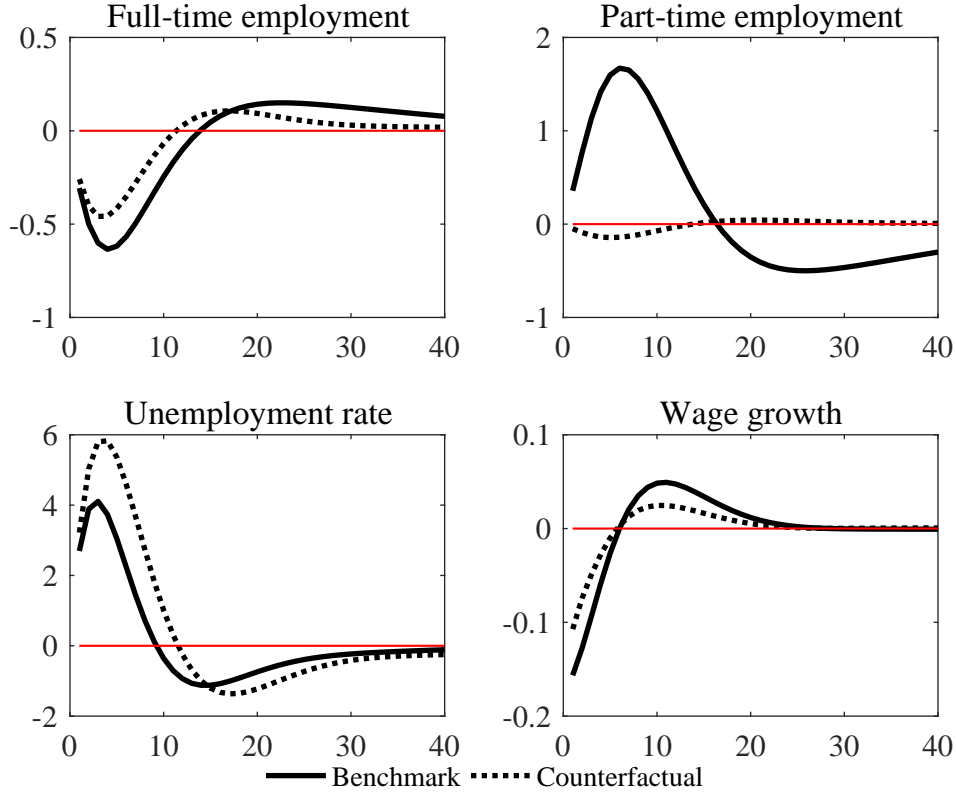 Full-time employment
0.5
0
-0.5
-1
0 10 20 30 40
Part-time employment
2
1
0
-1
0 10 20 30 40
Unemployment rate
6
4
2
0
-2
0 10 20 30 40
Wage growth
0.1
0
-0.1
-0.2
0 10 20 30 40
Benchmark Counterfactual